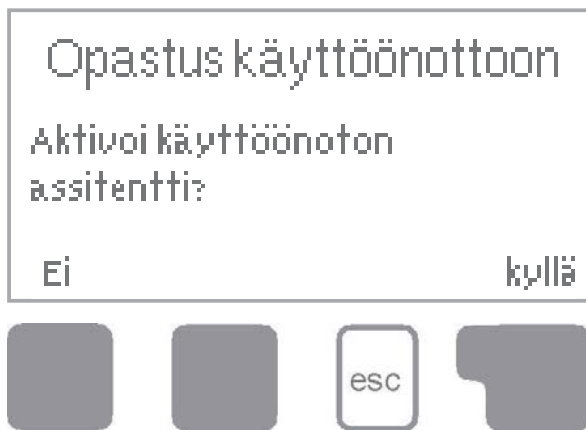 Opastus käyttöönottoon
Aktivoi käyttöönoton
assitentti?
Ei kyllä
esc